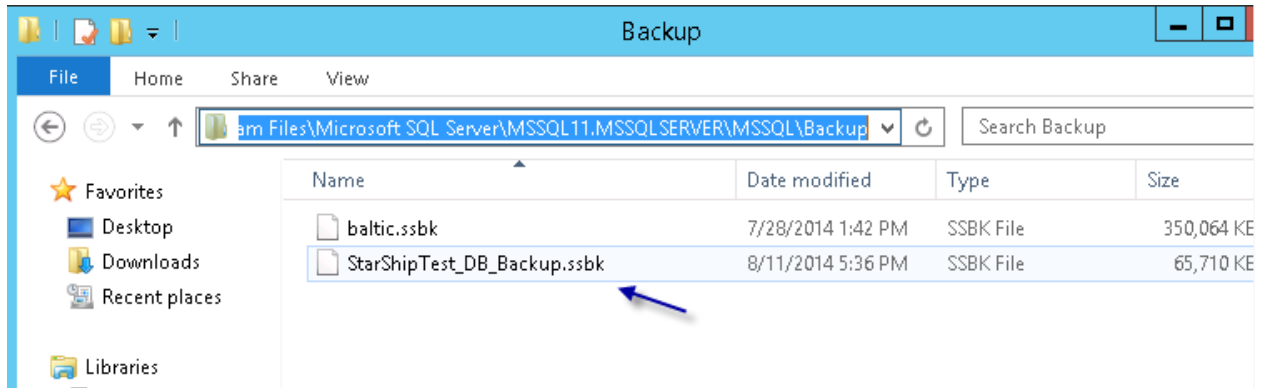 Backup
File Home Share View
am Files\Microsoft SQL Server\MSSQL11.MSSQLSERVER\MSSQL\Backup Search Backup
Name Date modified Type Size
Favorites
baltic.ssbk 7/28/2014 1:42 PM SSBK File 350,064 KB
Desktop
StarShipTest_DB_Backup.ssbk 8/11/2014 5:36 PM SSBK File 65,710 KB
Downloads
Recent places
Libraries